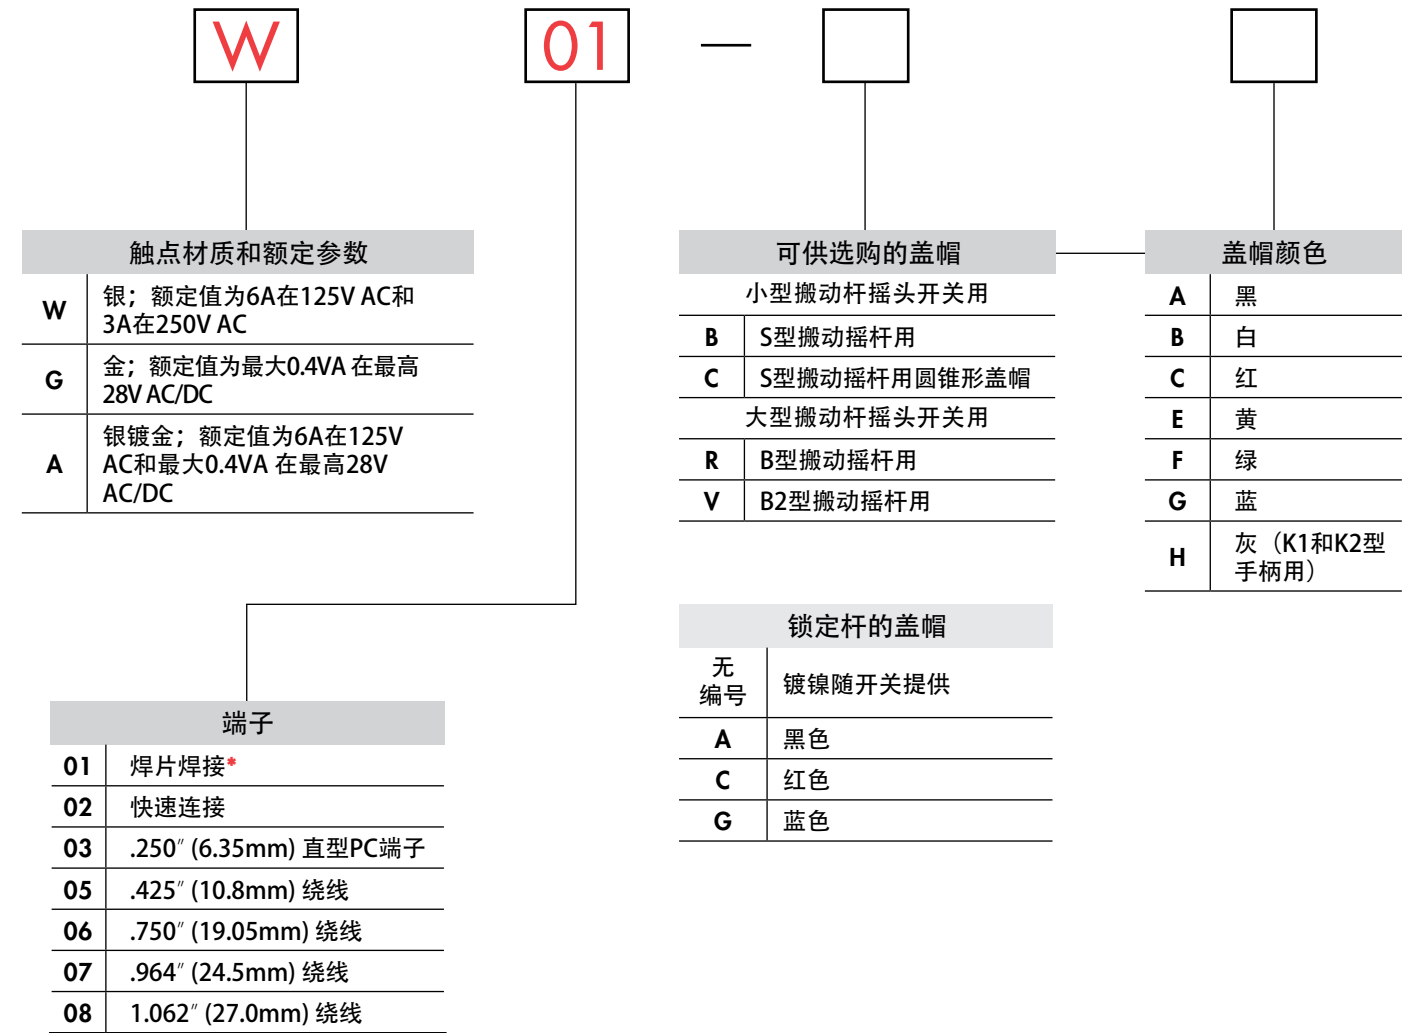 W 01 —
触点材质和额定参数
W 银；额定值为6A在125V AC和
3A在250V AC
G 金；额定值为最大0.4VA 在最高
28V AC/DC
A 银镀金；额定值为6A在125V
AC和最大0.4VA 在最高28V
AC/DC
端子
01 焊片焊接*
02 快速连接
03 .250″ (6.35mm) 直型PC端子
05 .425″ (10.8mm) 绕线
06 .750″ (19.05mm) 绕线
07 .964″ (24.5mm) 绕线
08 1.062″ (27.0mm) 绕线
可供选购的盖帽
小型搬动杆摇头开关用
B S型搬动摇杆用
C S型搬动摇杆用圆锥形盖帽
大型搬动杆摇头开关用
R B型搬动摇杆用
V B2型搬动摇杆用
锁定杆的盖帽
无
编号 镀镍随开关提供
A 黑色
C 红色
G 蓝色
盖帽颜色
A 黑
B 白
C 红
E 黄
F 绿
G 蓝
H 灰（K1和K2型
手柄用）